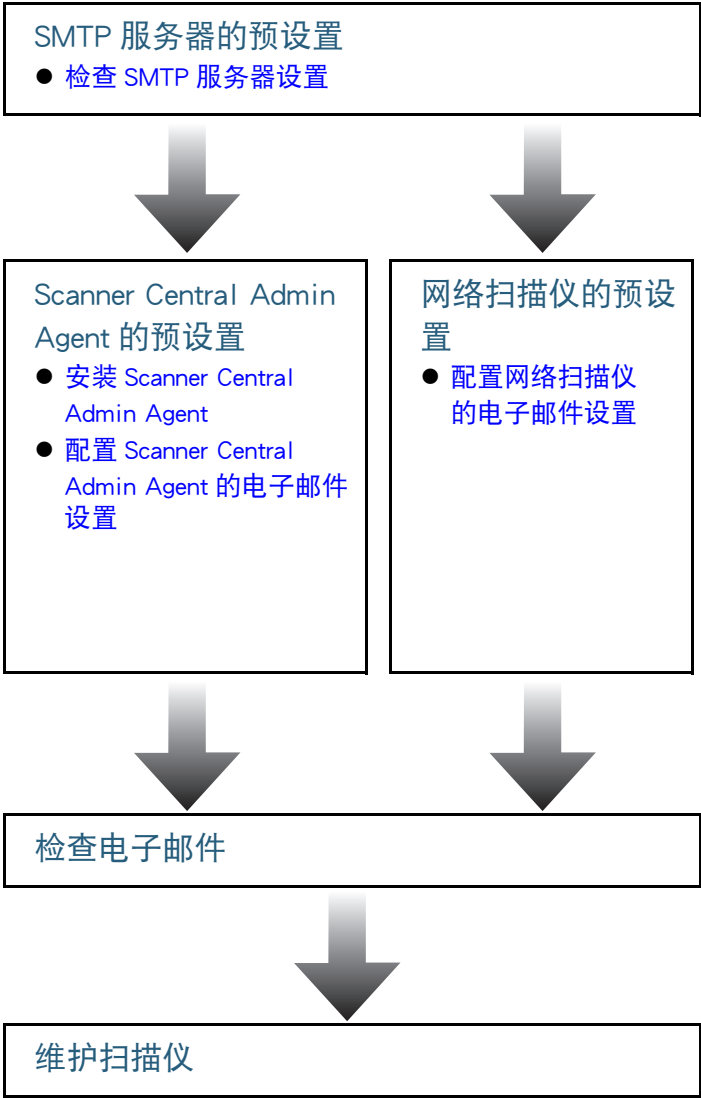 SMTP 服务器的预设置
● 检查 SMTP 服务器设置
Scanner Central Admin
Agent 的预设置
● 安装 Scanner Central
Admin Agent
● 配置 Scanner Central
Admin Agent 的电子邮件
设置
网络扫描仪的预设
置
● 配置网络扫描仪
的电子邮件设置
检查电子邮件
维护扫描仪